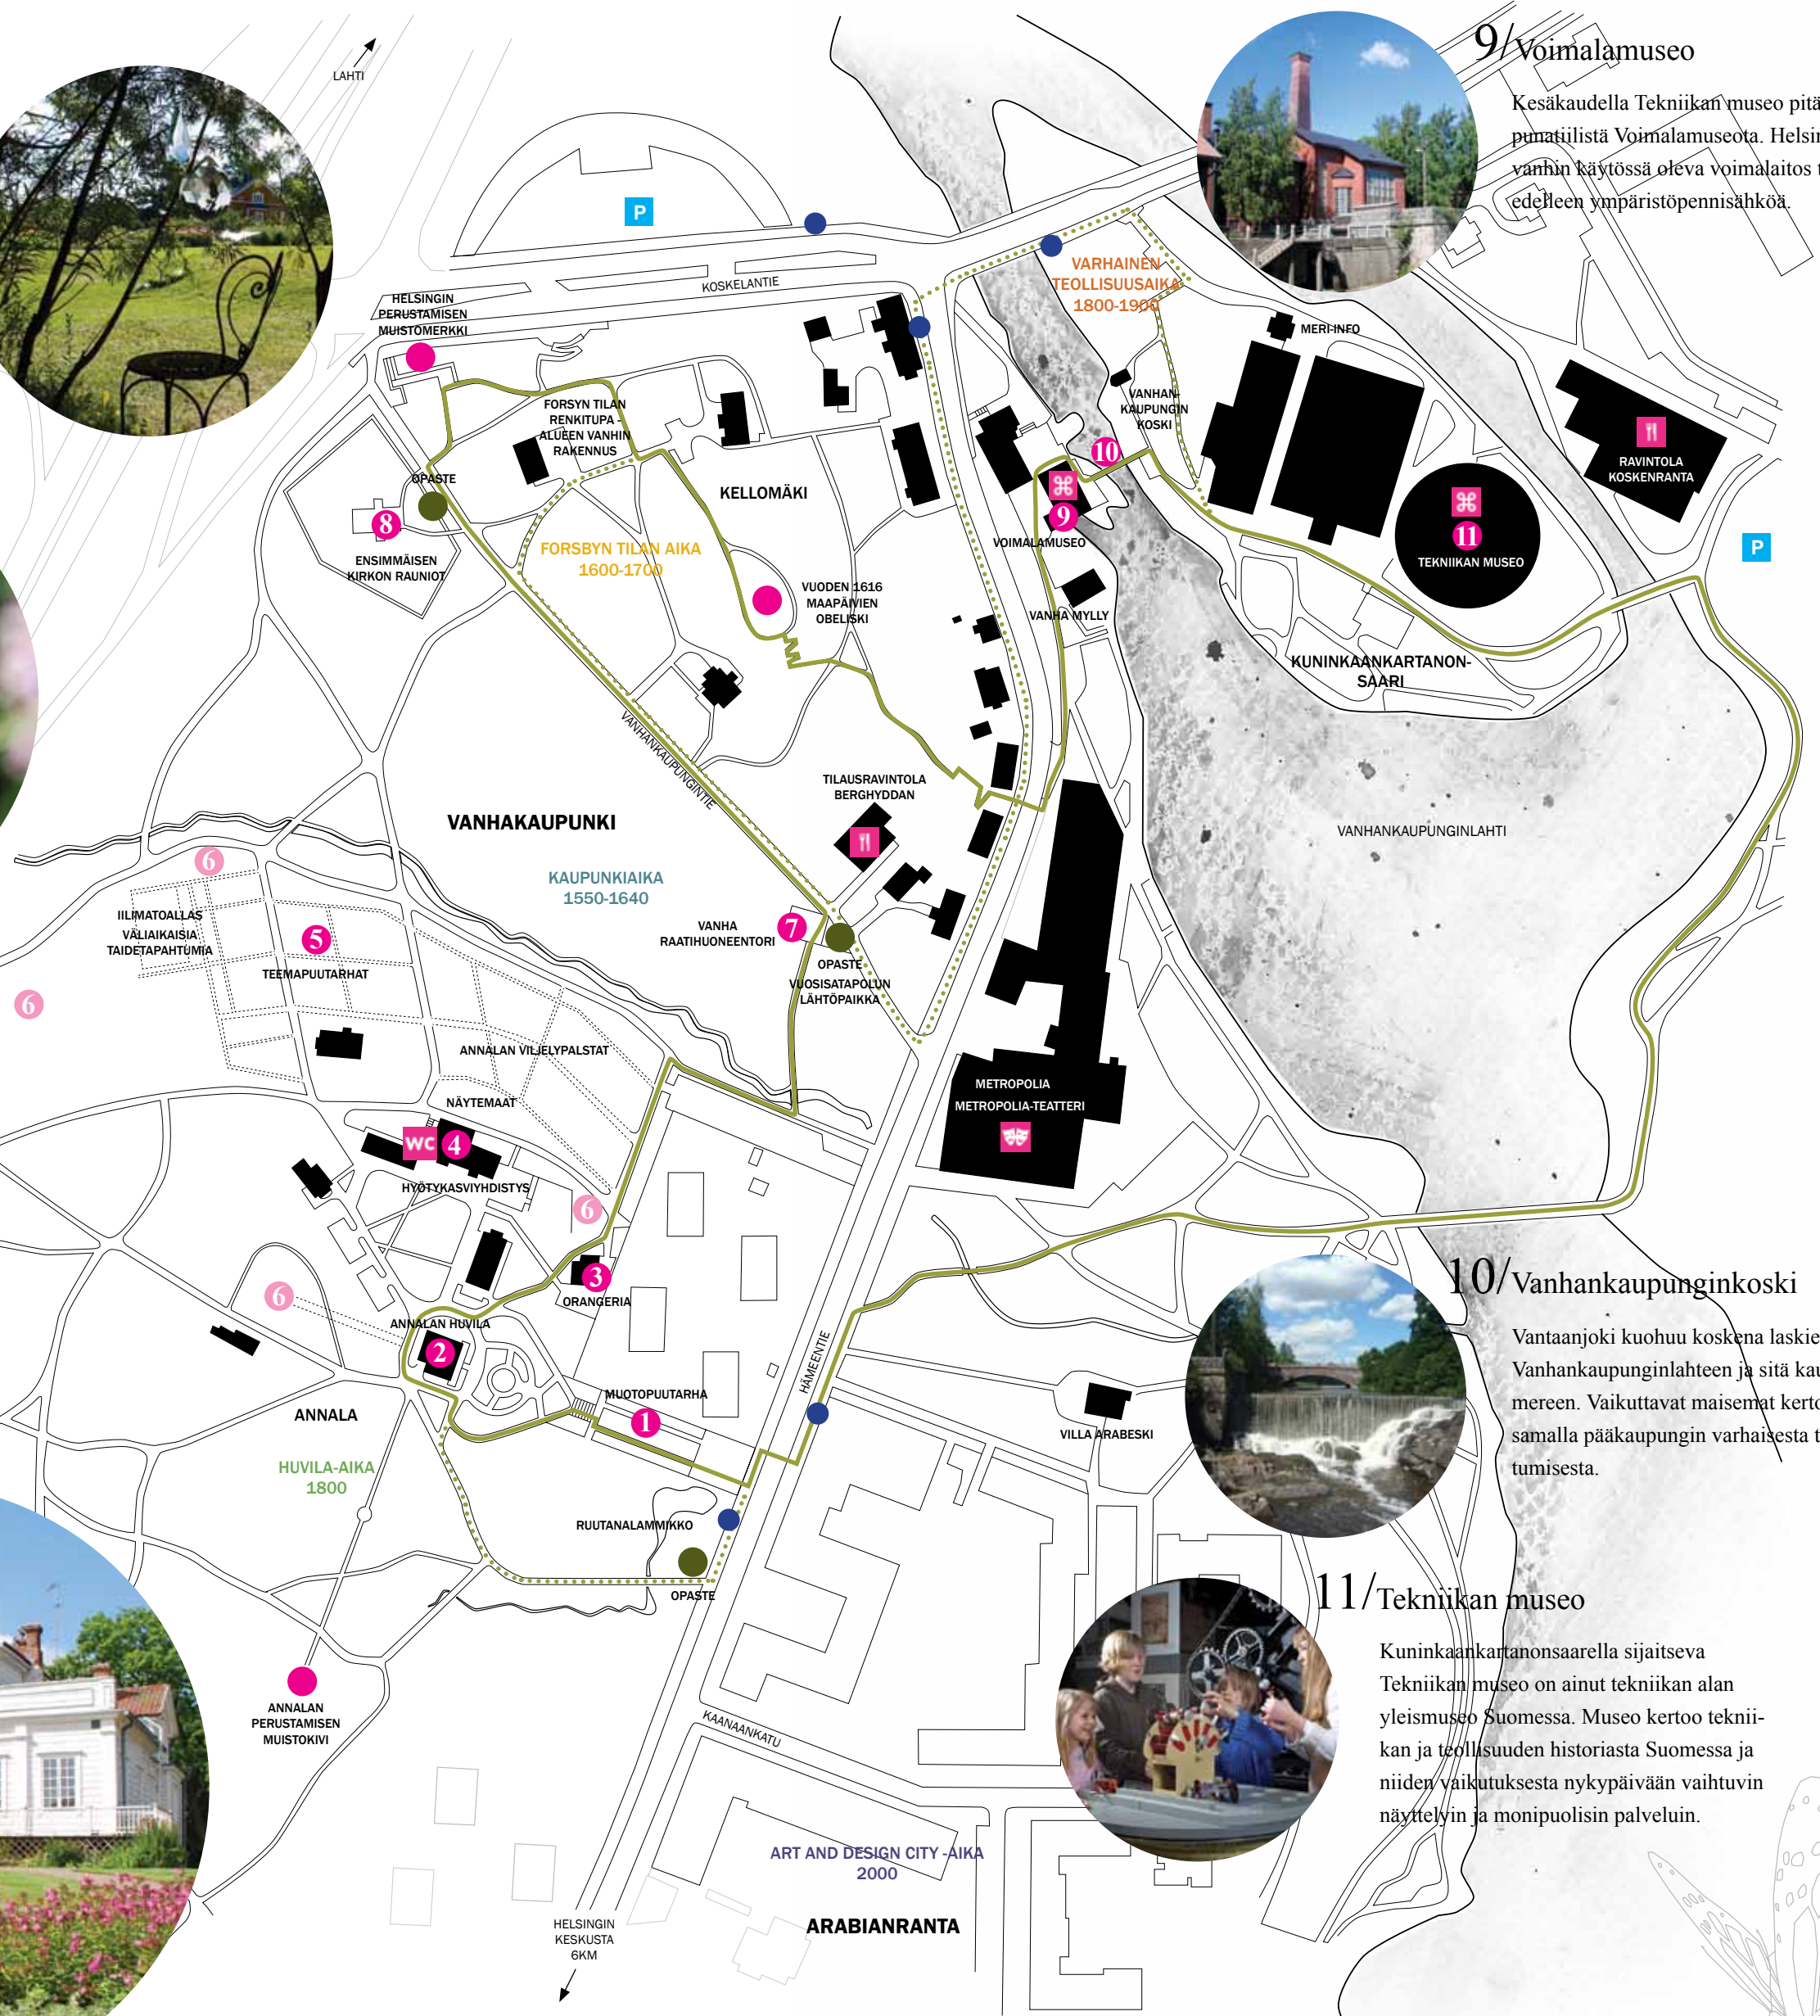 LAHTI
P
KOSKELANTIE
HELSINGIN
PERUSTAMISEN
MUISTOMERKKI
9/Voimalamuseo
Kesäkaudella Tekniikan museo pitä
punatiilistä Voimalamuseota. Helsin
vanhin käytössä oleva voimalaitos t
edelleen ympäristöpennisähköä.
VARHAINEN
TEOLLISUUSAIKA
1800-1900
MERI-INFO
VANHAN-
KAUPUNGIN
KOSKI
10
RAVINTOLA
KOSKENRANTA
FORSYN TILAN
RENKITUPA -
ALUEEN VANHIN
RAKENNUS
OPASTE
8
ENSIMMÄISEN
KIRKON RAUNIOT
KELLOMÄKI
FORSBYN TILAN AIKA
1600-1700
9
VOIMALAMUSEO
11
TEKNIIKAN MUSEO
P
VUODEN 1616
MAAPÄIVIEN
OBELISKI
VANHA MYLLY
KUNINKAANKARTANON-
SAARI
VANHANKAUPUNGINTIE
TILAUSRAVINTOLA
BERGHYDDAN
VANHAKAUPUNKI
VANHANKAUPUNGINLAHTI
KAUPUNKIAIKA
1550-1640
6
IILIMATOALLAS
VÄLIAIKAISIA
TAIDETAPAHTUMIA
5
TEEMAPUUTARHAT
6
VANHA
RAATIHUONEENTORI
7
OPASTE
VUOSISATAPOLUN
LÄHTÖPAIKKA
ANNALAN VILJELYPALSTAT
NÄYTEMAAT
WC
4
HYÖTYKASVIYHDISTYS
METROPOLIA
METROPOLIA-TEATTERI
6
3
ORANGERIA
6
ANNALAN HUVILA
2
HÄMEENTIE
10/Vanhankaupunginkoski
Vantaanjoki kuohuu koskena laskie
Vanhankaupunginlahteen ja sitä kau
mereen. Vaikuttavat maisemat kerto
samalla pääkaupungin varhaisesta t
tumisesta.
MUOTOPUUTARHA
1
ANNALA
VILLA ARABESKI
HUVILA-AIKA
1800
RUUTANALAMMIKKO
OPASTE
11/Tekniikan museo
Kuninkaankartanonsaarella sijaitseva
Tekniikan museo on ainut tekniikan alan
yleismuseo Suomessa. Museo kertoo teknii-
kan ja teollisuuden historiasta Suomessa ja
niiden vaikutuksesta nykypäivään vaihtuvin
näyttelyin ja monipuolisin palveluin.
ANNALAN
PERUSTAMISEN
MUISTOKIVI
KAANAANKATU
ART AND DESIGN CITY -AIKA
2000
ARABIANRANTA
HELSINGIN
KESKUSTA
6KM